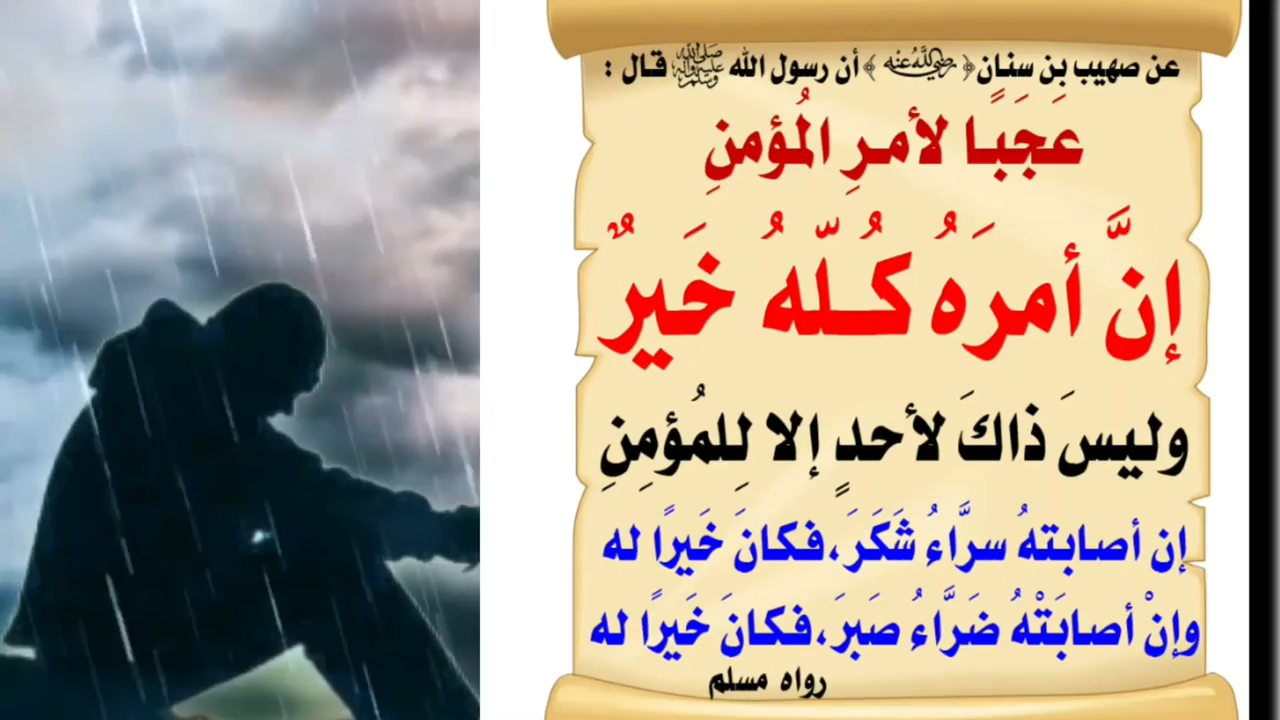 عن صهيب بن سنان ﴿رضي الله عنه﴾ أن رسول الله ﷺ قال :
عَجَبًا لأمرِ المُؤمنِ
إنَّ أمرَهُ كُـلّهُ خَيرٌ
وليسَ ذاكَ لأحدٍ إلا لِلمُؤمِنِ
إن أصابتهُ سرَّاءُ شَكَرَ، فكانَ خَيرًا له
وإنْ أصابَتْهُ ضَرَّاءُ صَبرَ، فكانَ خَيرًا له
رواه مسلم